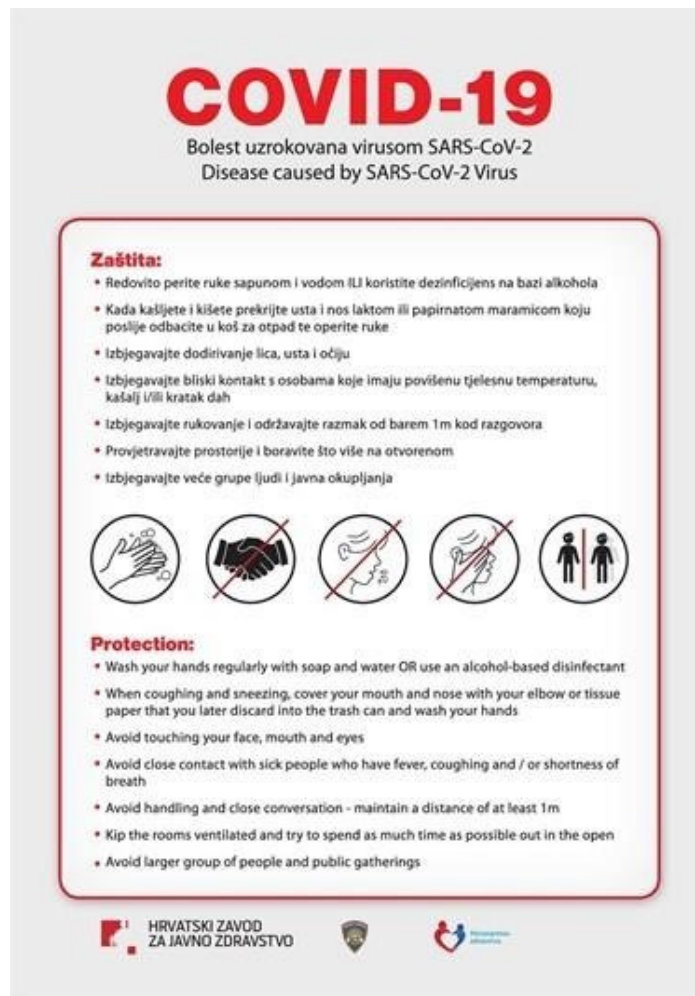 COVID-19
Bolest uzrokovana virusom SARS-CoV-2
Disease caused by SARS-CoV-2 Virus
Zaštita:
• Redovito perite ruke sapunom i vodom ILI koristite dezinficijens na bazi alkohola
• Kada kašljete i kišete prekrijte usta i nos laktom ili papirnatom maramicom koju
poslije odbacite u koš za otpad te operite ruke
• Izbjegavajte dodirivanje lica, usta i očiju
• Izbjegavajte bliski kontakt s osobama koje imaju povišenu tjelesnu temperaturu,
kašalj i/ili kratak dah
• Izbjegavajte rukovanje i održavajte razmak od barem 1m kod razgovora
• Provjetravajte prostorije i boravite što više na otvorenom
• Izbjegavajte veće grupe ljudi i javna okupljanja
Protection:
• Wash your hands regularly with soap and water OR use an alcohol-based disinfectant
• When coughing and sneezing, cover your mouth and nose with your elbow or tissue
paper that you later discard into the trash can and wash your hands
• Avoid touching your face, mouth and eyes
• Avoid close contact with sick people who have fever, coughing and / or shortness of
breath
• Avoid handling and close conversation - maintain a distance of at least 1m
• Kip the rooms ventilated and try to spend as much time as possible out in the open
• Avoid larger group of people and public gatherings
HRVATSKI ZAVOD
ZA JAVNO ZDRAVSTVO